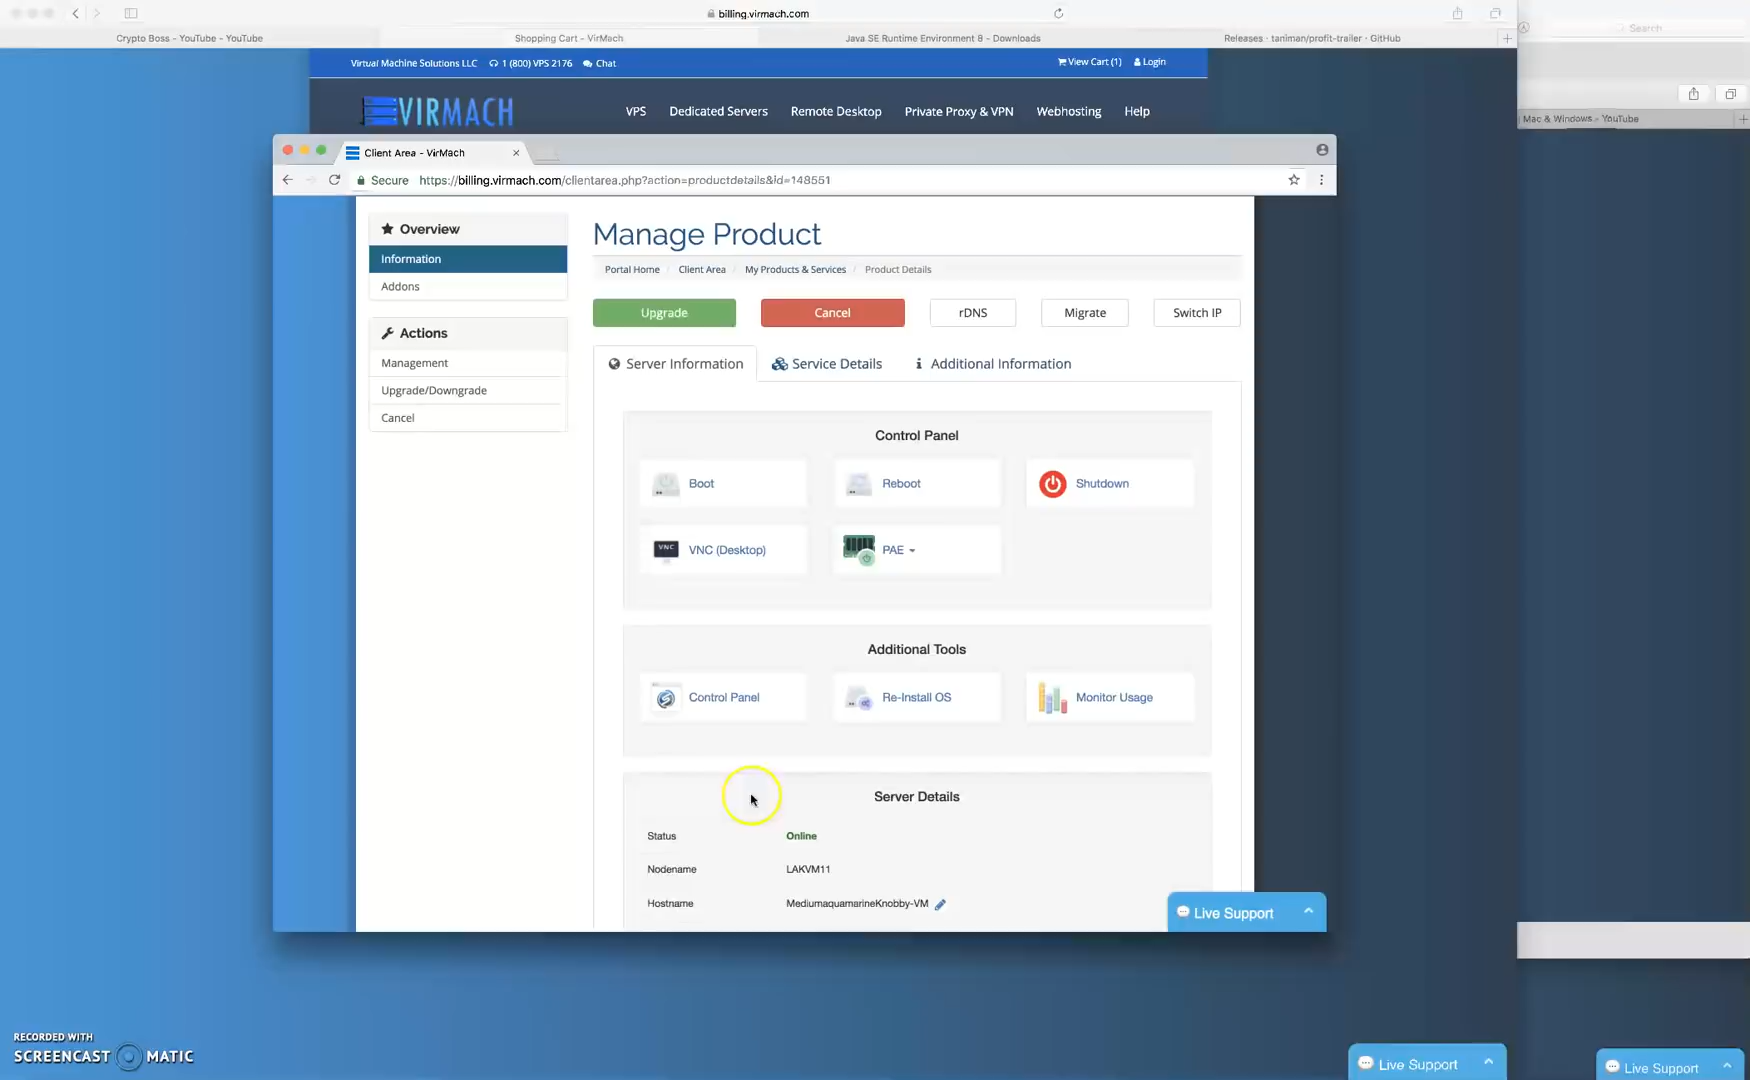 billing.virmach.com
Crypto Boss - YouTube - YouTube
Shopping Cart - VirMach
Java SE Runtime Environment 8 - Downloads
Releases · taniman/profit-trailer · GitHub
Search
Virtual Machine Solutions LLC 1 (800) VPS 2176 Chat
View Cart (1) Login
VIRMACH
VPS Dedicated Servers Remote Desktop Private Proxy & VPN Webhosting Help
| Mac & Windows - YouTube
Client Area - VirMach
Secure https://billing.virmach.com/clientarea.php?action=productdetails&id=148551
Overview
Information
Addons
Actions
Management
Upgrade/Downgrade
Cancel
Manage Product
Portal Home / Client Area / My Products & Services / Product Details
Upgrade Cancel rDNS Migrate Switch IP
Server Information Service Details Additional Information
Control Panel
Boot Reboot Shutdown
VNC VNC (Desktop) PAE
Additional Tools
Control Panel Re-Install OS Monitor Usage
Server Details
Status Online
Nodename LAKVM11
Hostname MediumaquamarineKnobby-VM
Live Support
RECORDED WITH
SCREENCAST MATIC
Live Support
Live Support